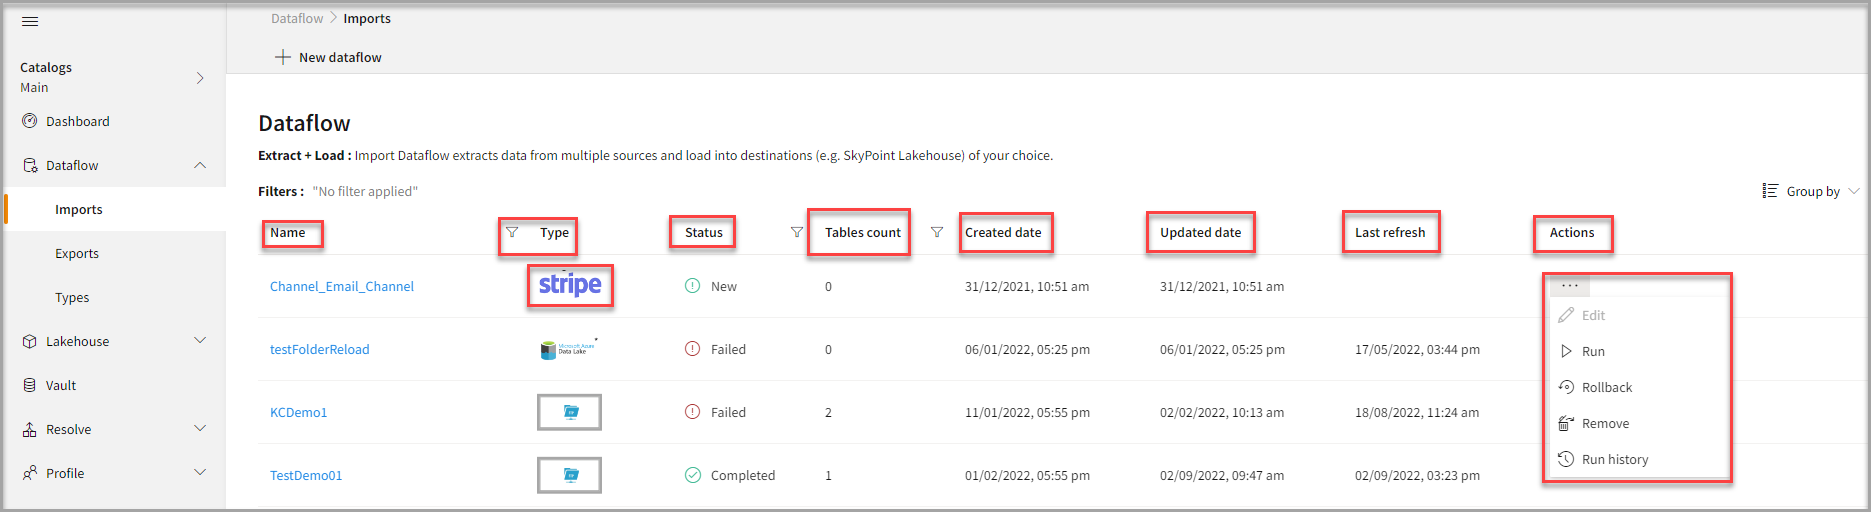 Dataflow > Imports
New dataflow
Catalogs
Main
Dashboard
Dataflow
Imports
Exports
Types
Lakehouse
Vault
Resolve
Profile
Dataflow
Extract + Load : Import Dataflow extracts data from multiple sources and load into destinations (e.g. SkyPoint Lakehouse) of your choice.
Filters : "No filter applied"
Group by
Name Type Status Tables count Created date Updated date Last refresh Actions
Channel_Email_Channel stripe New 0 31/12/2021, 10:51 am 31/12/2021, 10:51 am ...
testFolderReload Microsoft Azure Data Lake Failed 0 06/01/2022, 05:25 pm 06/01/2022, 05:25 pm 17/05/2022, 03:44 pm
KCDemo1 Failed 2 11/01/2022, 05:55 pm 02/02/2022, 10:13 am 18/08/2022, 11:24 am
TestDemo01 Completed 1 01/02/2022, 05:55 pm 02/09/2022, 09:47 am 02/09/2022, 03:23 pm
Edit
Run
Rollback
Remove
Run history